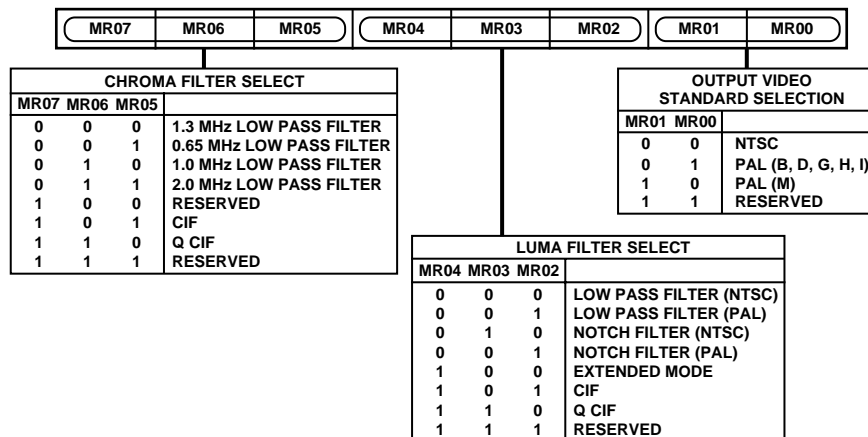 MR07 MR06 MR05 MR04 MR03 MR02 MR01 MR00
CHROMA FILTER SELECT
MR07 MR06 MR05
0 0 0 1.3 MHz LOW PASS FILTER
0 0 1 0.65 MHz LOW PASS FILTER
0 1 0 1.0 MHz LOW PASS FILTER
0 1 1 2.0 MHz LOW PASS FILTER
1 0 0 RESERVED
1 0 1 CIF
1 1 0 Q CIF
1 1 1 RESERVED
OUTPUT VIDEO
STANDARD SELECTION
MR01 MR00
0 0 NTSC
0 1 PAL (B, D, G, H, I)
1 0 PAL (M)
1 1 RESERVED
LUMA FILTER SELECT
MR04 MR03 MR02
0 0 0 LOW PASS FILTER (NTSC)
0 0 1 LOW PASS FILTER (PAL)
0 1 0 NOTCH FILTER (NTSC)
0 0 1 NOTCH FILTER (PAL)
1 0 0 EXTENDED MODE
1 0 1 CIF
1 1 0 Q CIF
1 1 1 RESERVED